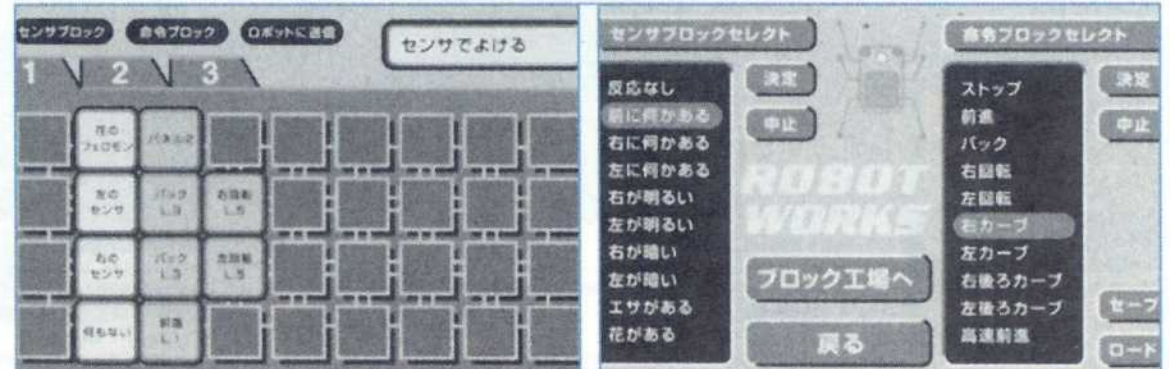 センサブロック
命令ブロック
ロボットに送信
センサでよける
1 2 3
花の
フェロモン
パネル2
左の
センサ
バック
L.3
右回転
L.5
右の
センサ
バック
L.3
左回転
L.5
何もない
前進
L.1
センサブロックセレクト
反応なし
前に何かある
右に何かある
左に何かある
右が明るい
左が明るい
右が暗い
左が暗い
エサがある
花がある
決定
中止
ROBOT
WORKS
ブロック工場へ
戻る
命令ブロックセレクト
ストップ
前進
バック
右回転
左回転
右カーブ
左カーブ
右後ろカーブ
左後ろカーブ
高速前進
決定
中止
セーブ
ロード